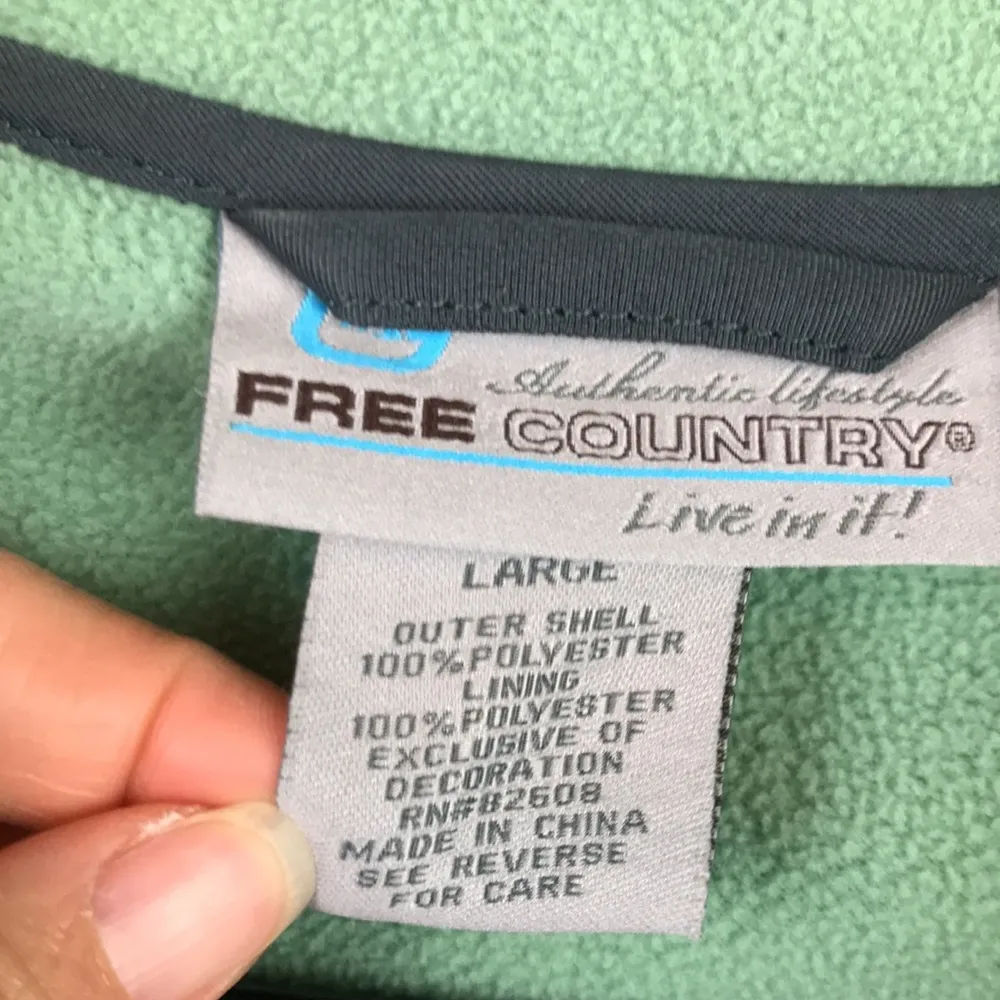 Authentic lifestyle
FREE COUNTRY®
Live in it!
LARGE
OUTER SHELL
100% POLYESTER
LINING
100% POLYESTER
EXCLUSIVE OF
DECORATION
RN#82608
MADE IN CHINA
SEE REVERSE
FOR CARE